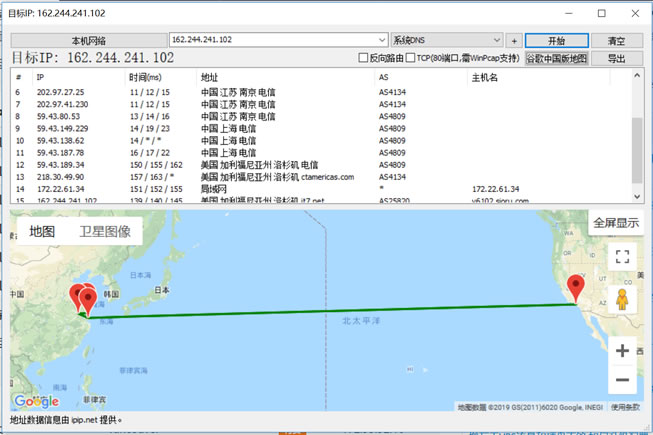 目标IP: 162.244.241.102
本机网络 162.244.241.102 系统DNS + 开始 清空
目标IP: 162.244.241.102 反向路由 TCP(80端口,需WinPcap支持) 谷歌中国版地图 导出
# IP 时间(ms) 地址 AS 主机名
6 202.97.27.25 11 / 12 / 15 中国 江苏 南京 电信 AS4134
7 202.97.41.230 11 / 12 / 15 中国 江苏 南京 电信 AS4134
8 59.43.80.53 13 / 14 / 16 中国 江苏 南京 电信 AS4809
9 59.43.149.229 14 / 19 / 23 中国 上海 电信 AS4809
10 59.43.138.62 14 / * / * 中国 上海 电信 AS4809
11 59.43.187.78 16 / 17 / 22 中国 上海 电信 AS4809
12 59.43.189.34 150 / 155 / 162 美国 加利福尼亚州 洛杉矶 电信 AS4809
13 218.30.49.90 157 / 163 / * 美国 加利福尼亚州 洛杉矶 ctamericas.com AS4134
14 172.22.61.34 151 / 152 / 155 局域网 * 172.22.61.34
15 162.244.241.102 139 / 140 / 145 美国 加利福尼亚州 洛杉矶 it7.net AS25820
地图 卫星图像
全屏显示
日本海
中国
韩国
日本
东海
北太平洋
菲律宾海
南海
菲律宾
NV
UT
CA
AZ
Google
地图数据 ©2019 GS(2011)6020 Google, INEGI 使用条款
地址数据信息由 ipip.net 提供。